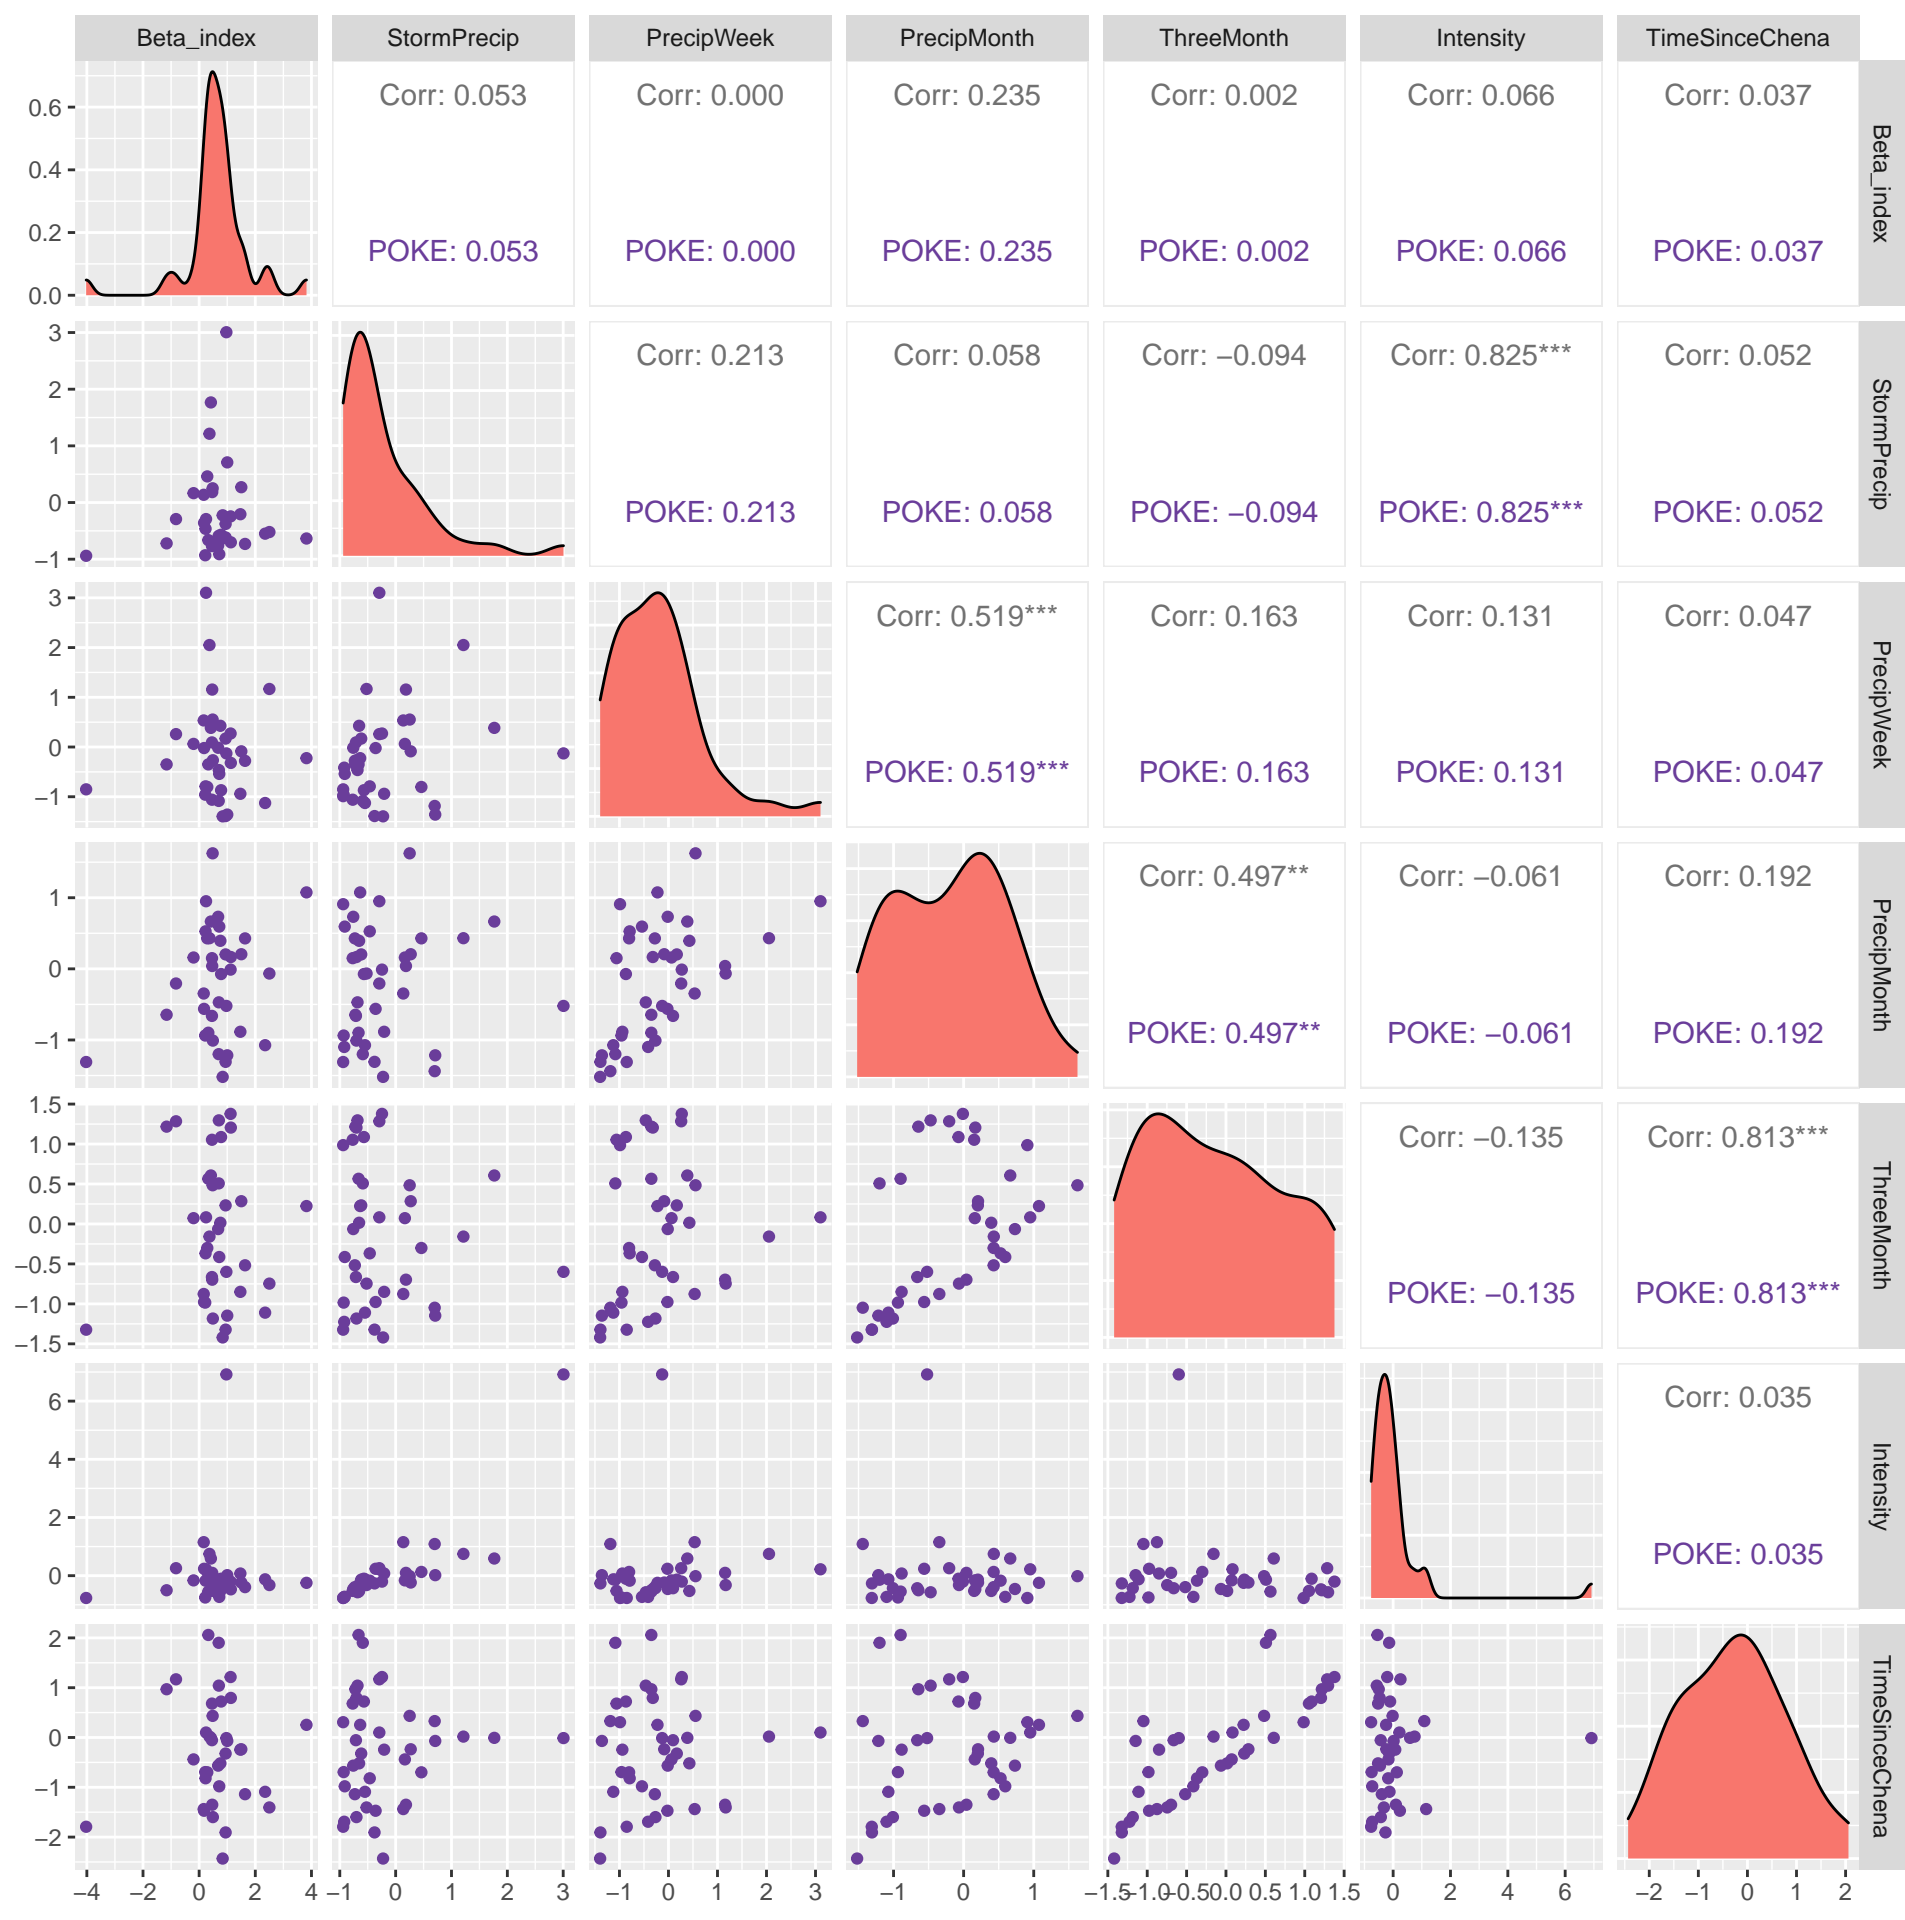 Beta_index StormPrecip PrecipWeek PrecipMonth ThreeMonth Intensity TimeSinceChena
Corr: 0.053 Corr: 0.000 Corr: 0.235 Corr: 0.002 Corr: 0.066 Corr: 0.037
POKE: 0.053 POKE: 0.000 POKE: 0.235 POKE: 0.002 POKE: 0.066 POKE: 0.037
0.6
0.4
0.2
0.0
Beta_index
Corr: 0.213 Corr: 0.058 Corr: −0.094 Corr: 0.825*** Corr: 0.052
POKE: 0.213 POKE: 0.058 POKE: −0.094 POKE: 0.825*** POKE: 0.052
3
2
1
0
−1
StormPrecip
Corr: 0.519*** Corr: 0.163 Corr: 0.131 Corr: 0.047
POKE: 0.519*** POKE: 0.163 POKE: 0.131 POKE: 0.047
3
2
1
0
−1
PrecipWeek
Corr: 0.497** Corr: −0.061 Corr: 0.192
POKE: 0.497** POKE: −0.061 POKE: 0.192
1
0
−1
PrecipMonth
Corr: −0.135 Corr: 0.813***
POKE: −0.135 POKE: 0.813***
1.5
1.0
0.5
0.0
−0.5
−1.0
−1.5
ThreeMonth
Corr: 0.035
POKE: 0.035
6
4
2
0
Intensity
2
1
0
−1
−2
TimeSinceChena
−4 −2 0 2 4 −1 0 1 2 3 −1 0 1 2 3 −1 0 1 −1.5 −1.0 −0.5 0.0 0.5 1.0 1.5 0 2 4 6 −2 −1 0 1 2